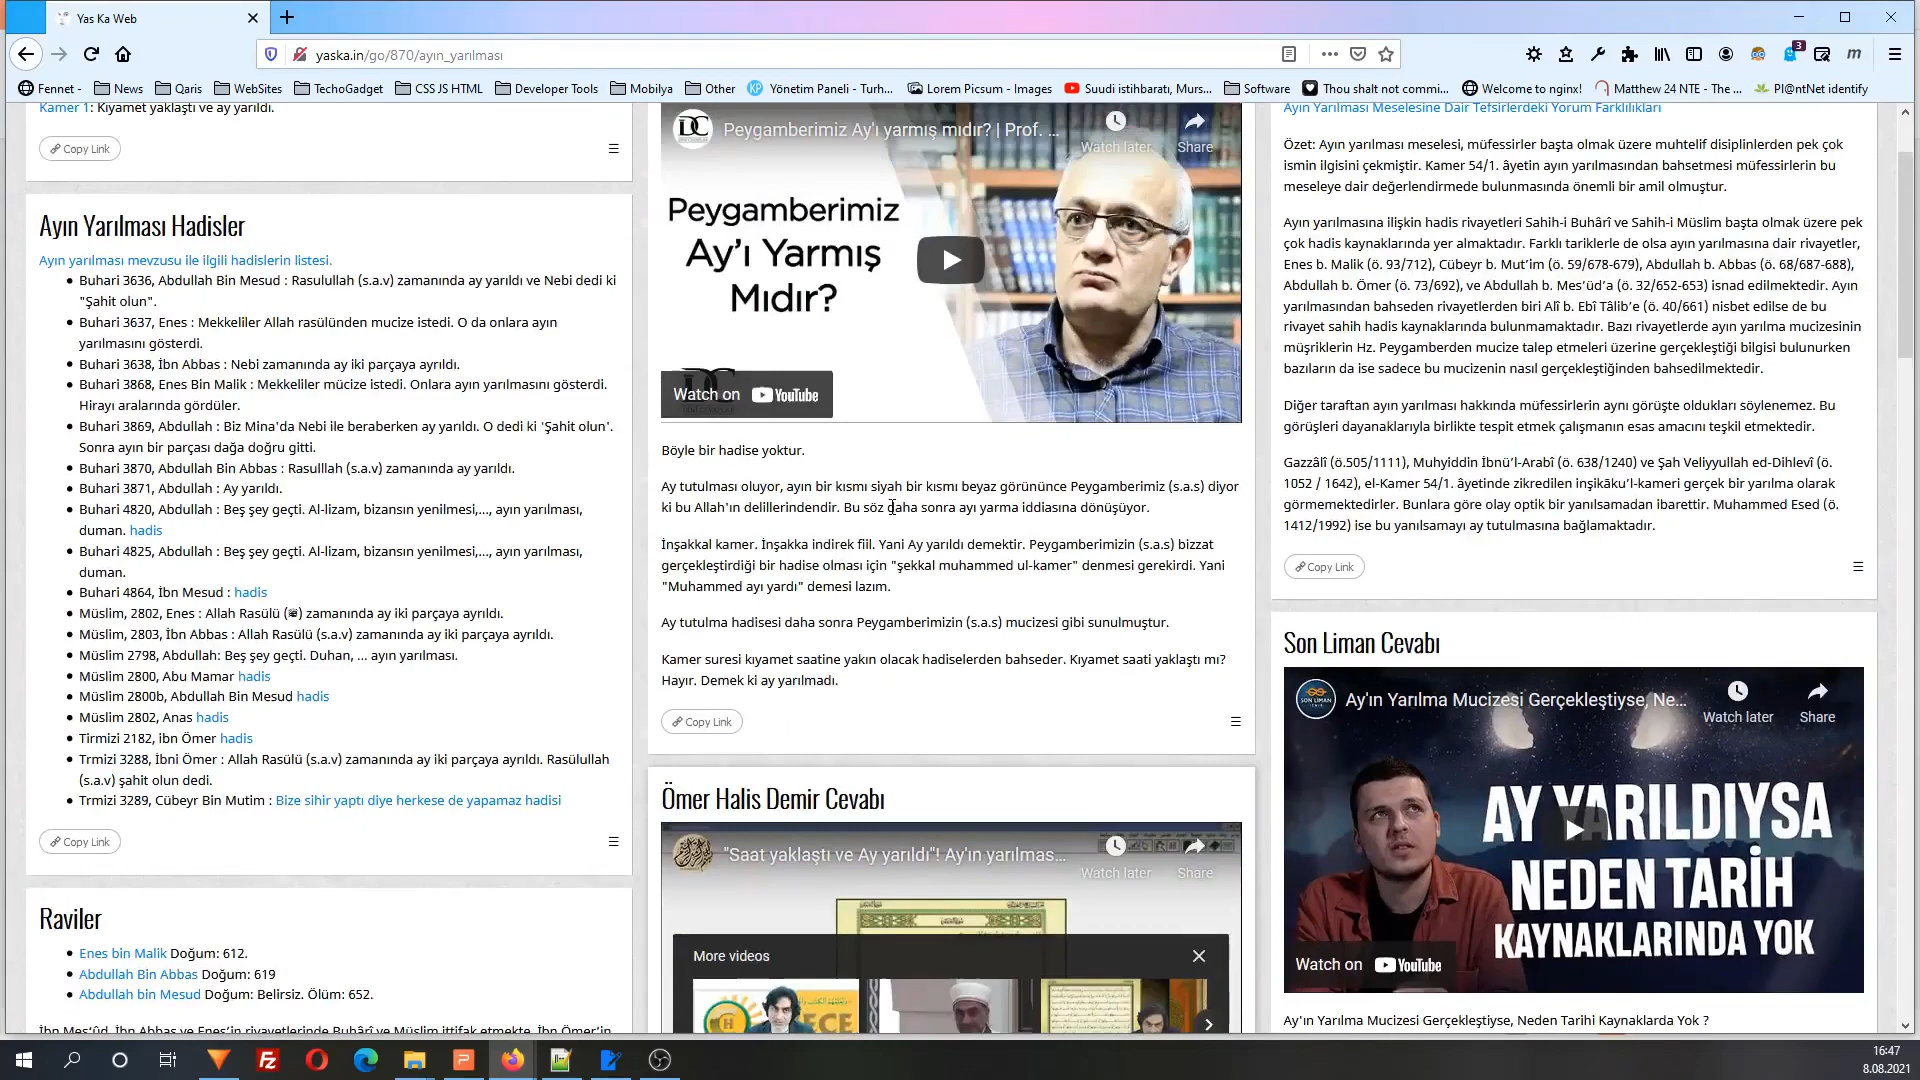 Yas Ka Web
yaska.in/go/870/ayın_yarılması
3
Fennet -
News
Qaris
WebSites
TechoGadget
CSS JS HTML
Developer Tools
Mobilya
Other
Yönetim Paneli - Turh...
Lorem Picsum - Images
Suudi istihbaratı, Murs...
Software
Thou shalt not commi...
Welcome to nginx!
Matthew 24 NTE - The ...
Pl@ntNet identify
Kamer 1: Kıyamet yaklaştı ve ay yarıldı.
Copy Link
Ayın Yarılması Hadisler
Ayın yarılması mevzusu ile ilgili hadislerin listesi.
Buhari 3636, Abdullah Bin Mesud : Rasulullah (s.a.v) zamanında ay yarıldı ve Nebi dedi ki
"Şahit olun".
Buhari 3637, Enes : Mekkeliler Allah rasülünden mucize istedi. O da onlara ayın
yarılmasını gösterdi.
Buhari 3638, İbn Abbas : Nebi zamanında ay iki parçaya ayrıldı.
Buhari 3868, Enes Bin Malik : Mekkeliler mücize istedi. Onlara ayın yarılmasını gösterdi.
Hirayı aralarında gördüler.
Buhari 3869, Abdullah : Biz Mina'da Nebi ile beraberken ay yarıldı. O dedi ki 'Şahit olun'.
Sonra ayın bir parçası dağa doğru gitti.
Buhari 3870, Abdullah Bin Abbas : Rasulllah (s.a.v) zamanında ay yarıldı.
Buhari 3871, Abdullah : Ay yarıldı.
Buhari 4820, Abdullah : Beş şey geçti. Al-lizam, bizansın yenilmesi,..., ayın yarılması,
duman. hadis
Buhari 4825, Abdullah : Beş şey geçti. Al-lizam, bizansın yenilmesi,..., ayın yarılması,
duman.
Buhari 4864, İbn Mesud : hadis
Müslim, 2802, Enes : Allah Rasülü (ﷺ) zamanında ay iki parçaya ayrıldı.
Müslim, 2803, İbn Abbas : Allah Rasülü (s.a.v) zamanında ay iki parçaya ayrıldı.
Müslim 2798, Abdullah: Beş şey geçti. Duhan, ... ayın yarılması.
Müslim 2800, Abu Mamar hadis
Müslim 2800b, Abdullah Bin Mesud hadis
Müslim 2802, Anas hadis
Tirmizi 2182, ibn Ömer hadis
Trmizi 3288, İbni Ömer : Allah Rasülü (s.a.v) zamanında ay iki parçaya ayrıldı. Rasülullah
(s.a.v) şahit olun dedi.
Trmizi 3289, Cübeyr Bin Mutim : Bize sihir yaptı diye herkese de yapamaz hadisi
Copy Link
Raviler
Enes bin Malik Doğum: 612.
Abdullah Bin Abbas Doğum: 619
Abdullah bin Mesud Doğum: Belirsiz. Ölüm: 652.
İbn Mes'ûd, İbn Abbas ve Enes'in rivayetlerinde Buhârî ve Müslim ittifak etmekte, İbn Ömer'in
DC
Peygamberimiz Ay'ı yarmış mıdır? | Prof. ...
Watch later
Share
Peygamberimiz
Ay'ı Yarmış
Mıdır?
Watch on YouTube
Böyle bir hadise yoktur.
Ay tutulması oluyor, ayın bir kısmı siyah bir kısmı beyaz görününce Peygamberimiz (s.a.s) diyor
ki bu Allah'ın delillerindendir. Bu söz daha sonra ayı yarma iddiasına dönüşüyor.
İnşakkal kamer. İnşakka indirek fiil. Yani Ay yarıldı demektir. Peygamberimizin (s.a.s) bizzat
gerçekleştirdiği bir hadise olması için "şekkal muhammed ul-kamer" denmesi gerekirdi. Yani
"Muhammed ayı yardı" demesi lazım.
Ay tutulma hadisesi daha sonra Peygamberimizin (s.a.s) mucizesi gibi sunulmuştur.
Kamer suresi kıyamet saatine yakın olacak hadiselerden bahseder. Kıyamet saati yaklaştı mı?
Hayır. Demek ki ay yarılmadı.
Copy Link
Ömer Halis Demir Cevabı
"Saat yaklaştı ve Ay yarıldı"! Ay'ın yarılmas...
Watch later
Share
More videos
ECE
Ayın Yarılması Meselesine Dair Tefsirlerdeki Yorum Farklılıkları
Özet: Ayın yarılması meselesi, müfessirler başta olmak üzere muhtelif disiplinlerden pek çok
ismin ilgisini çekmiştir. Kamer 54/1. âyetin ayın yarılmasından bahsetmesi müfessirlerin bu
meseleye dair değerlendirmede bulunmasında önemli bir amil olmuştur.
Ayın yarılmasına ilişkin hadis rivayetleri Sahih-i Buhârî ve Sahih-i Müslim başta olmak üzere pek
çok hadis kaynaklarında yer almaktadır. Farklı tariklerle de olsa ayın yarılmasına dair rivayetler,
Enes b. Malik (ö. 93/712), Cübeyr b. Mut'im (ö. 59/678-679), Abdullah b. Abbas (ö. 68/687-688),
Abdullah b. Ömer (ö. 73/692), ve Abdullah b. Mes'üd'a (ö. 32/652-653) isnad edilmektedir. Ayın
yarılmasından bahseden rivayetlerden biri Alî b. Ebî Tâlib'e (ö. 40/661) nisbet edilse de bu
rivayet sahih hadis kaynaklarında bulunmamaktadır. Bazı rivayetlerde ayın yarılma mucizesinin
müşriklerin Hz. Peygamberden mucize talep etmeleri üzerine gerçekleştiği bilgisi bulunurken
bazıların da ise sadece bu mucizenin nasıl gerçekleştiğinden bahsedilmektedir.
Diğer taraftan ayın yarılması hakkında müfessirlerin aynı görüşte oldukları söylenemez. Bu
görüşleri dayanaklarıyla birlikte tespit etmek çalışmanın esas amacını teşkil etmektedir.
Gazzâlî (ö.505/1111), Muhyiddin İbnü'l-Arabî (ö. 638/1240) ve Şah Veliyyullah ed-Dihlevî (ö.
1052 / 1642), el-Kamer 54/1. âyetinde zikredilen inşikâku'l-kameri gerçek bir yarılma olarak
görmemektedirler. Bunlara göre olay optik bir yanılsamadan ibarettir. Muhammed Esed (ö.
1412/1992) ise bu yanılsamayı ay tutulmasına bağlamaktadır.
Copy Link
Son Liman Cevabı
SON LIMAN
Ay'ın Yarılma Mucizesi Gerçekleştiyse, Ne...
Watch later
Share
AY YARILDIYSA
NEDEN TARİH
KAYNAKLARINDA YOK
Watch on YouTube
Ay'ın Yarılma Mucizesi Gerçekleştiyse, Neden Tarihi Kaynaklarda Yok ?
16:47
8.08.2021